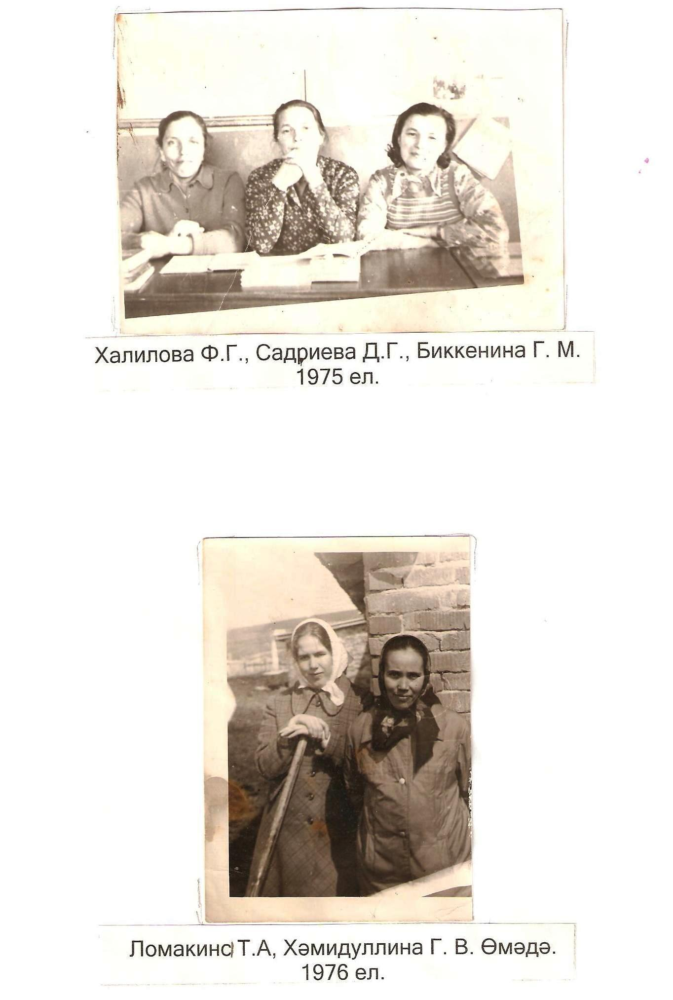 Халилова Ф.Г., Садриева Д.Г., Биккенина Г. М.
1975 ел.
Ломакина Т.А, Хәмидуллина Г. В. Өмәдә.
1976 ел.